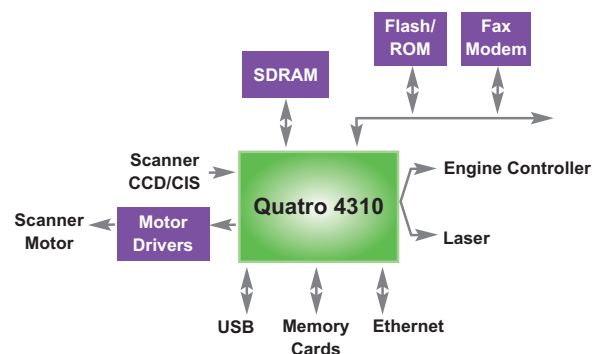 Flash/
ROM
Fax
Modem
SDRAM
Scanner
CCD/CIS
Engine Controller
Quatro 4310
Scanner
Motor
Motor
Drivers
Laser
USB
Memory
Cards
Ethernet